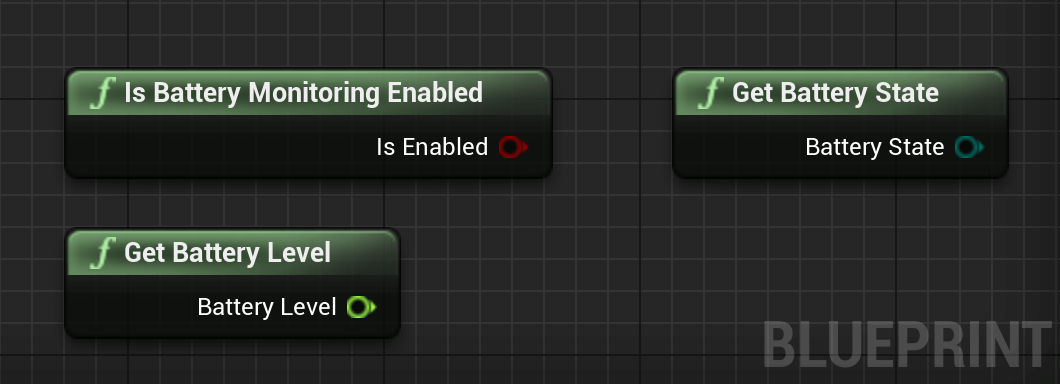 f Is Battery Monitoring Enabled
Is Enabled
f Get Battery State
Battery State
f Get Battery Level
Battery Level
BLUEPRINT